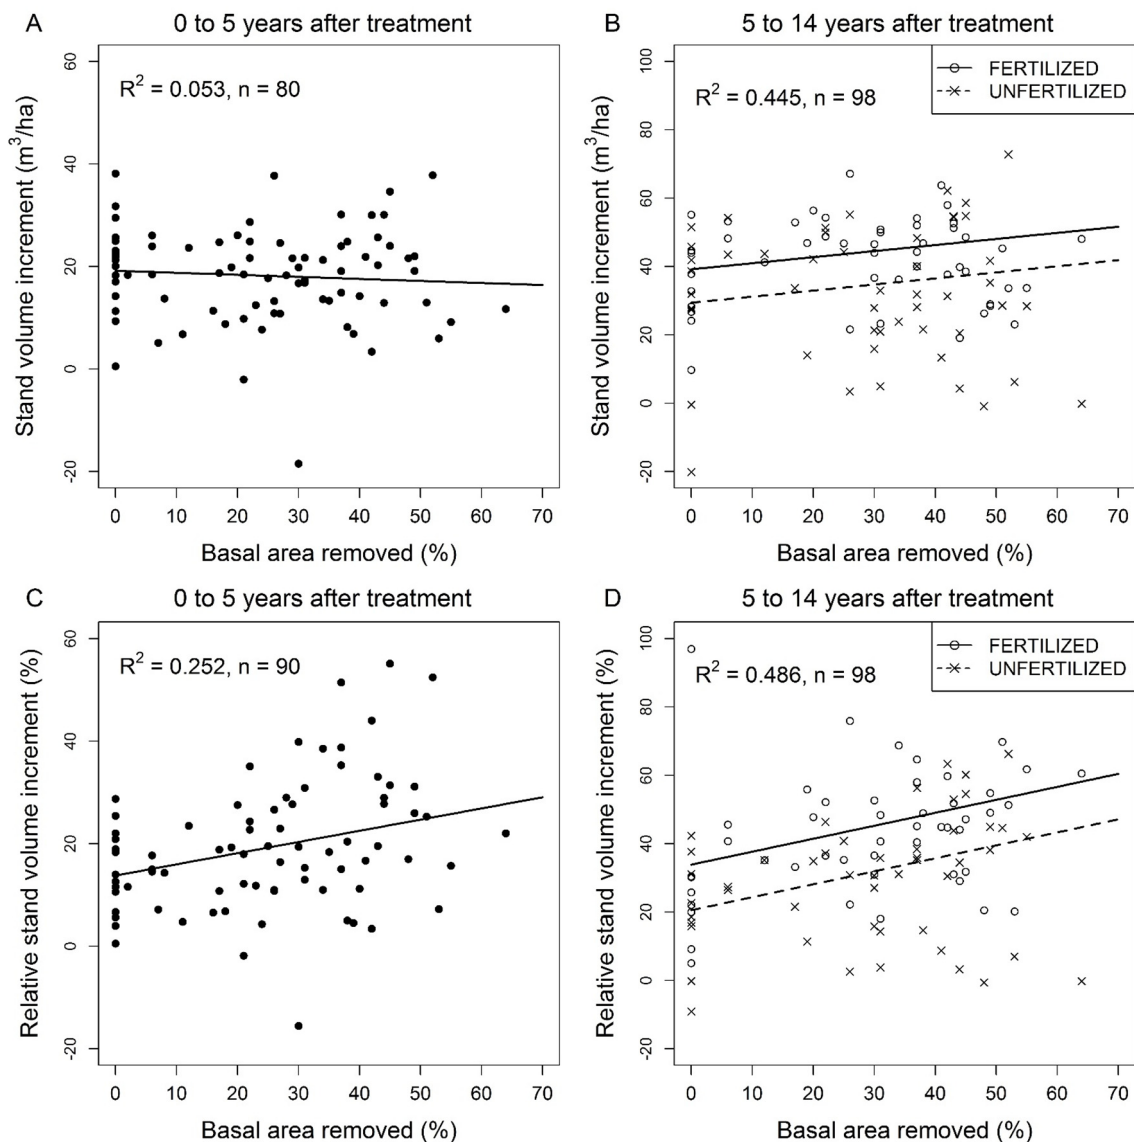 A
0 to 5 years after treatment
R² = 0.053, n = 80
Stand volume increment (m³/ha)
60
40
20
0
-20
0 10 20 30 40 50 60 70
Basal area removed (%)
B
5 to 14 years after treatment
FERTILIZED
UNFERTILIZED
R² = 0.445, n = 98
Stand volume increment (m³/ha)
100
80
60
40
20
0
-20
0 10 20 30 40 50 60 70
Basal area removed (%)
C
0 to 5 years after treatment
R² = 0.252, n = 90
Relative stand volume increment (%)
60
40
20
0
-20
0 10 20 30 40 50 60 70
Basal area removed (%)
D
5 to 14 years after treatment
FERTILIZED
UNFERTILIZED
R² = 0.486, n = 98
Relative stand volume increment (%)
100
80
60
40
20
0
-20
0 10 20 30 40 50 60 70
Basal area removed (%)